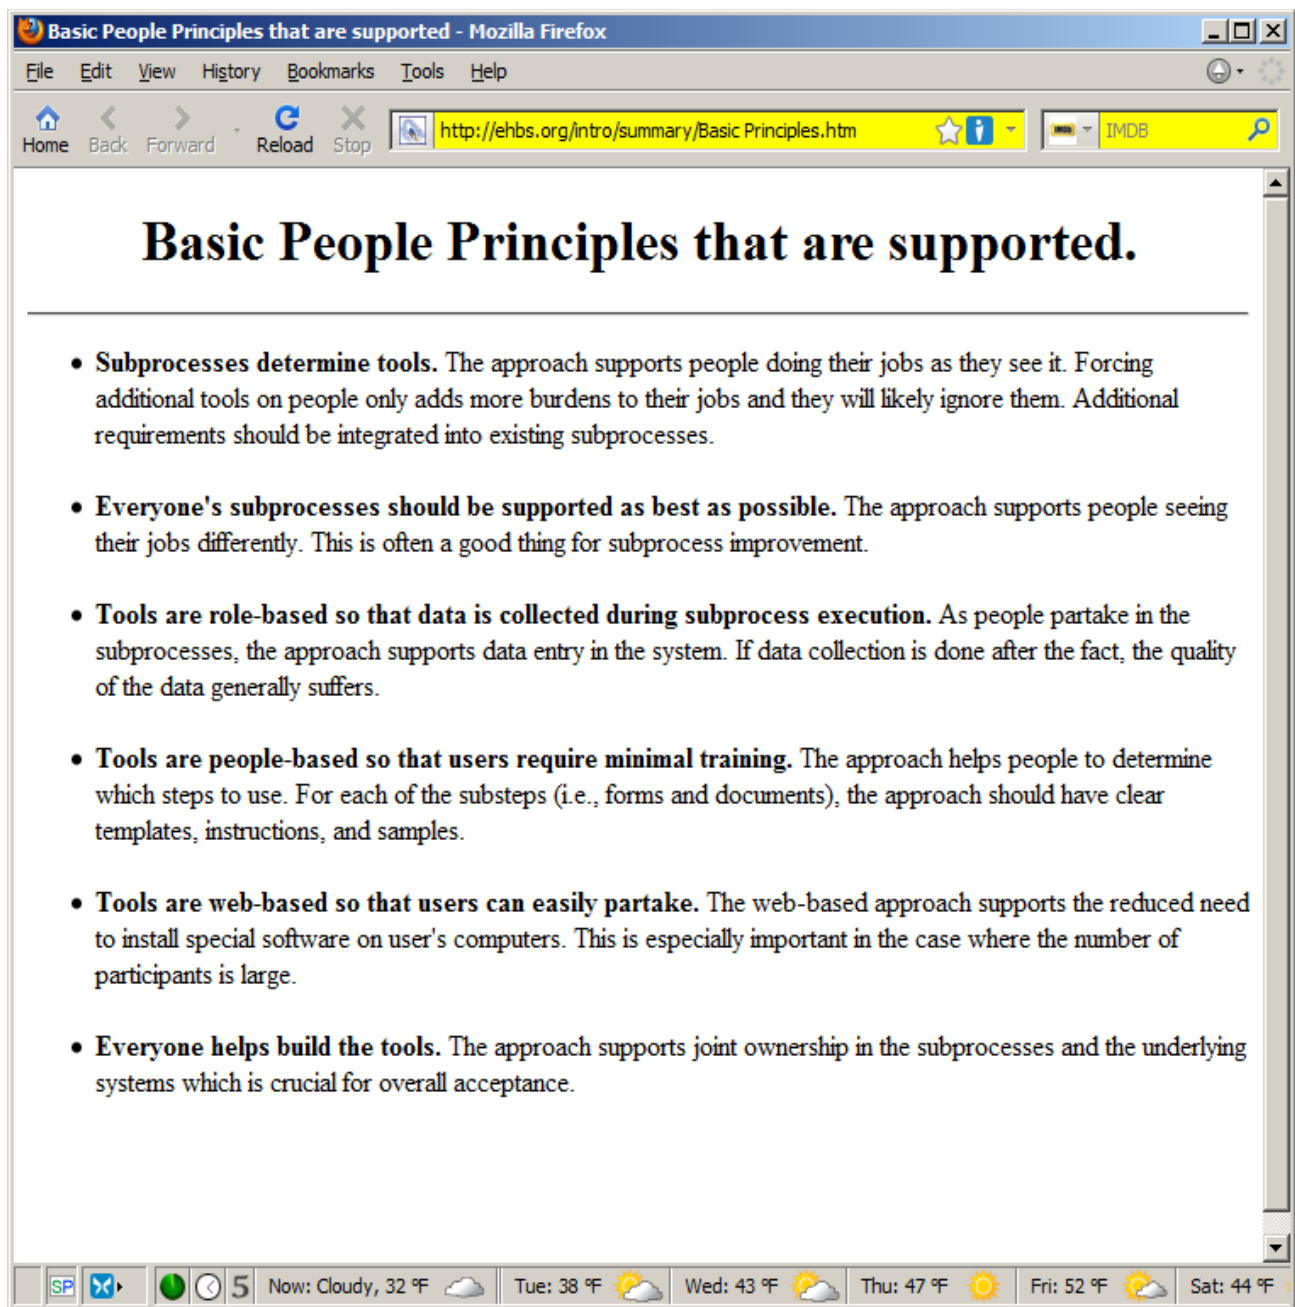 Basic People Principles that are supported - Mozilla Firefox
File Edit View History Bookmarks Tools Help
Home Back Forward Reload Stop http://ehbs.org/intro/summary/Basic Principles.htm IMDB
Basic People Principles that are supported.
• Subprocesses determine tools. The approach supports people doing their jobs as they see it. Forcing
additional tools on people only adds more burdens to their jobs and they will likely ignore them. Additional
requirements should be integrated into existing subprocesses.
• Everyone's subprocesses should be supported as best as possible. The approach supports people seeing
their jobs differently. This is often a good thing for subprocess improvement.
• Tools are role-based so that data is collected during subprocess execution. As people partake in the
subprocesses, the approach supports data entry in the system. If data collection is done after the fact, the quality
of the data generally suffers.
• Tools are people-based so that users require minimal training. The approach helps people to determine
which steps to use. For each of the substeps (i.e., forms and documents), the approach should have clear
templates, instructions, and samples.
• Tools are web-based so that users can easily partake. The web-based approach supports the reduced need
to install special software on user's computers. This is especially important in the case where the number of
participants is large.
• Everyone helps build the tools. The approach supports joint ownership in the subprocesses and the underlying
systems which is crucial for overall acceptance.
SP 5 Now: Cloudy, 32 °F Tue: 38 °F Wed: 43 °F Thu: 47 °F Fri: 52 °F Sat: 44 °F